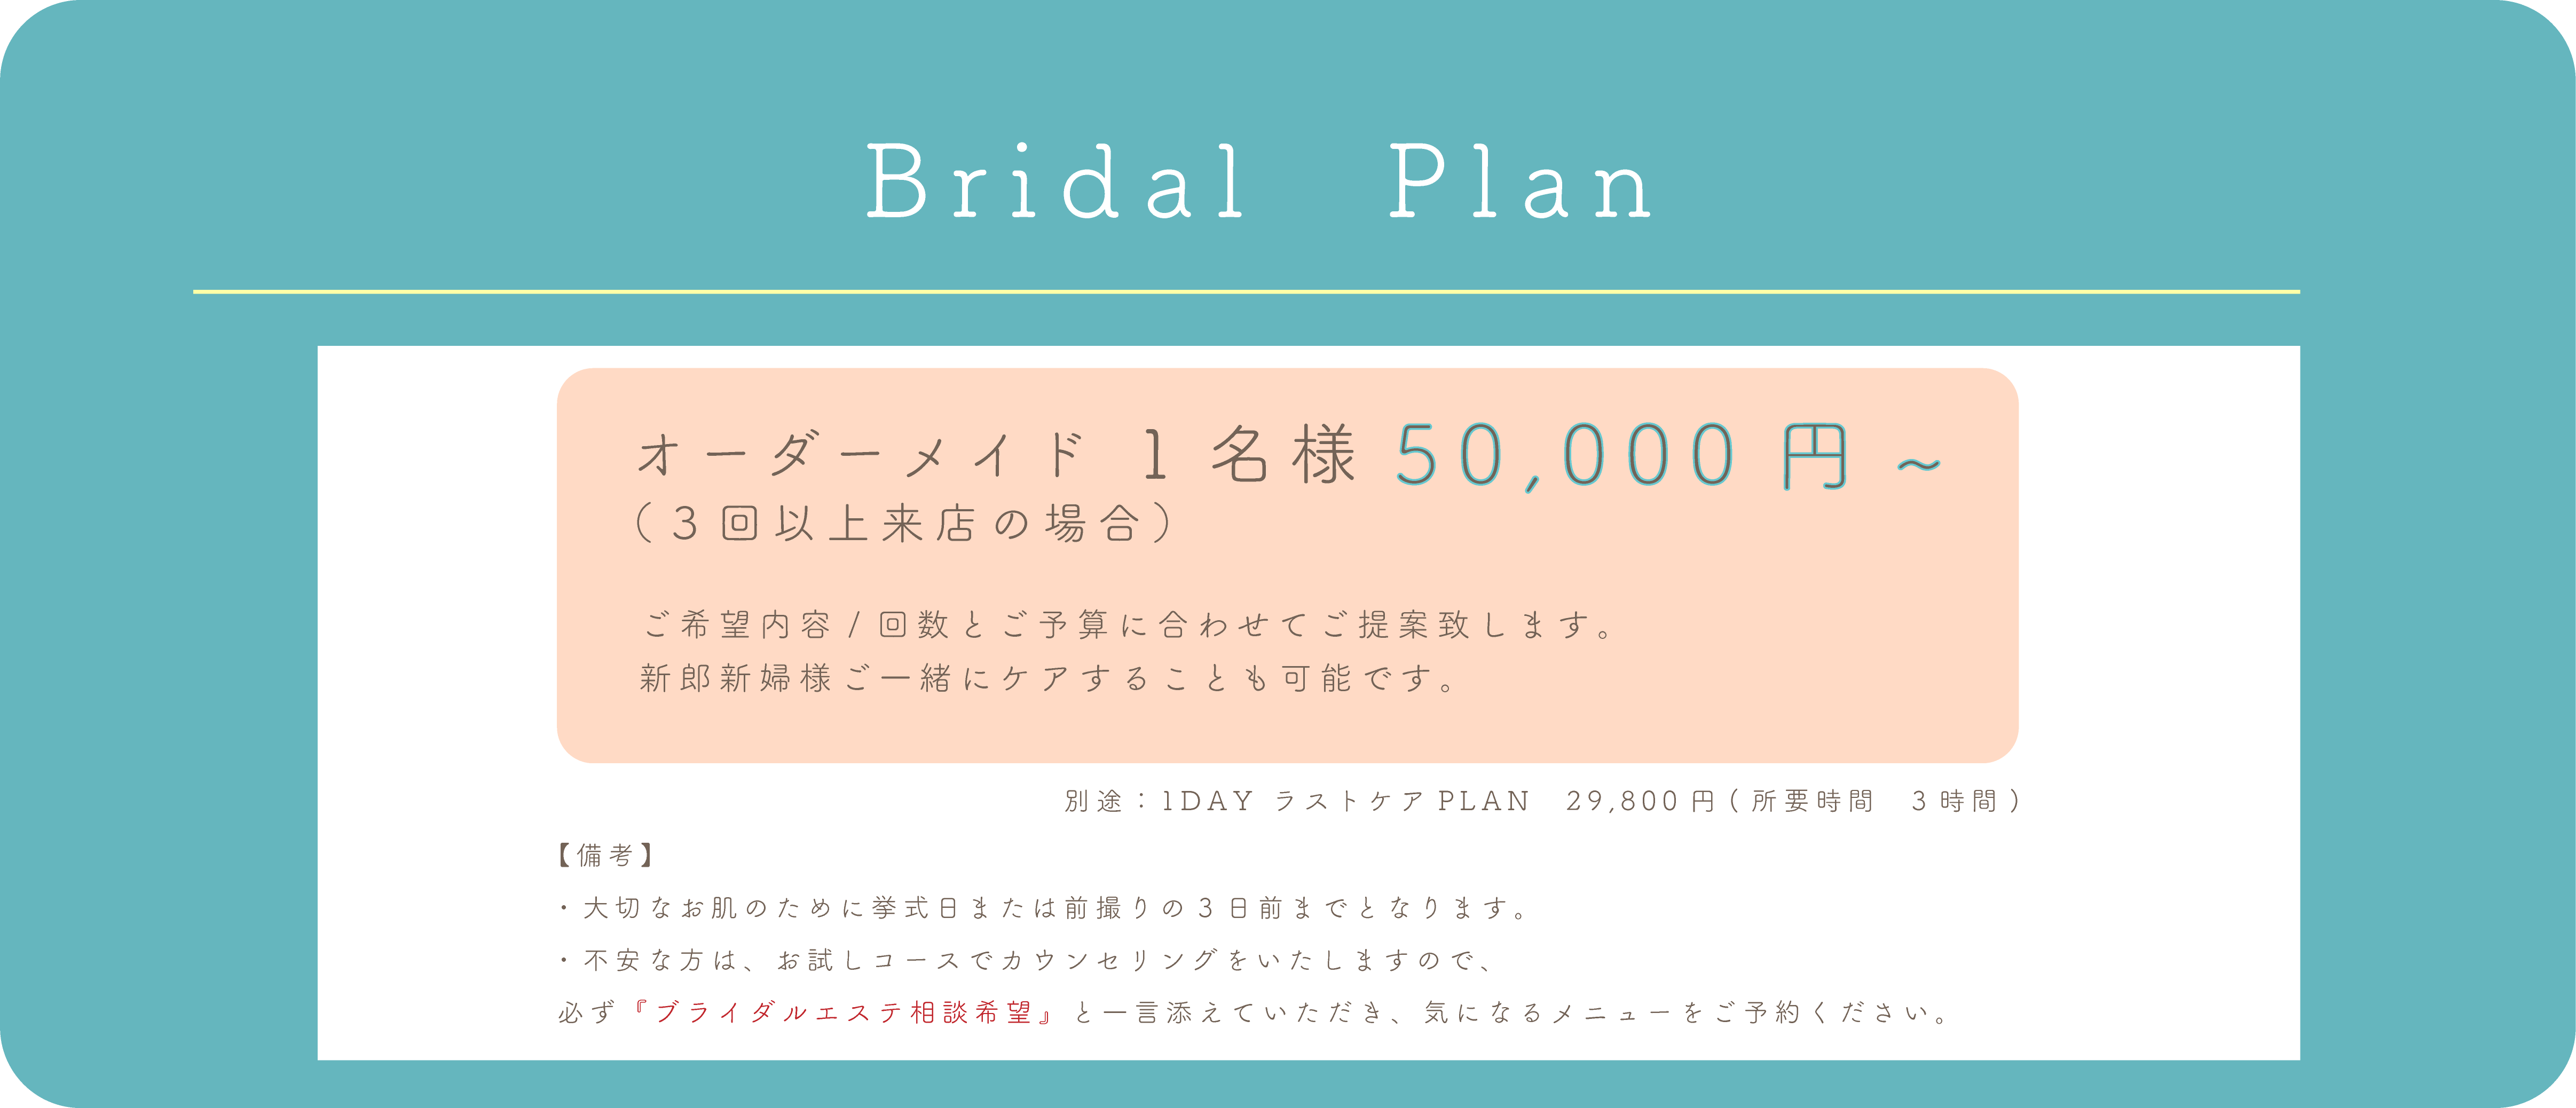 Bridal Plan
オーダーメイド 1名様 50,000円~
(3回以上来店の場合)
ご希望内容/回数とご予算に合わせてご提案致します。
新郎新婦様ご一緒にケアすることも可能です。
別途:1DAY ラストケアPLAN 29,800円(所要時間 3時間)
【備考】
・大切なお肌のために挙式日または前撮りの3日前までとなります。
・不安な方は、お試しコースでカウンセリングをいたしますので、
必ず『ブライダルエステ相談希望』と一言添えていただき、気になるメニューをご予約ください。